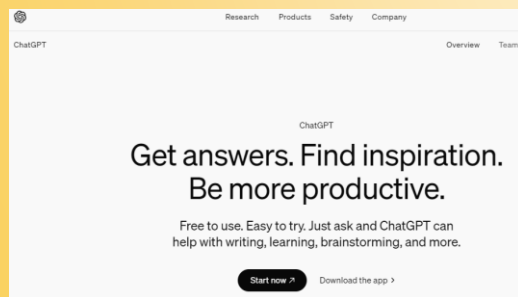 Research Products Safety Company
ChatGPT Overview Team
ChatGPT
Get answers. Find inspiration.
Be more productive.
Free to use. Easy to try. Just ask and ChatGPT can
help with writing, learning, brainstorming, and more.
Start now ↗ Download the app >